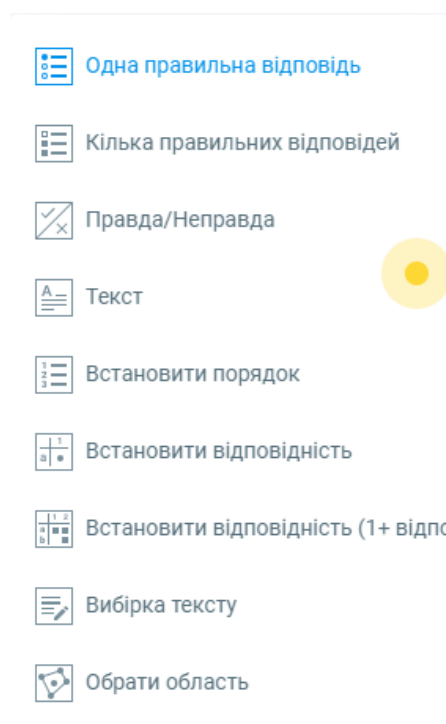 Одна правильна відповідь
Кілька правильних відповідей
Правда/Неправда
Текст
Встановити порядок
Встановити відповідність
Встановити відповідність (1+ відпо
Вибірка тексту
Обрати область